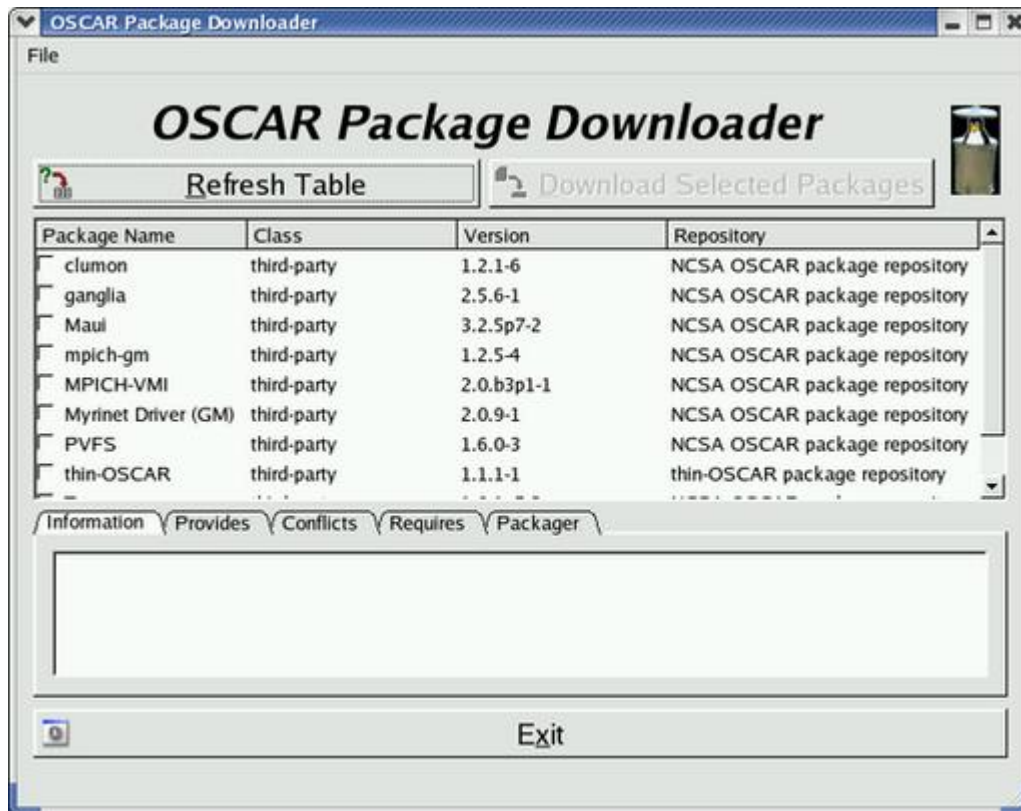 OSCAR Package Downloader
File
OSCAR Package Downloader
Refresh Table
Download Selected Packages
Package Name Class Version Repository
clumon third-party 1.2.1-6 NCSA OSCAR package repository
ganglia third-party 2.5.6-1 NCSA OSCAR package repository
Maui third-party 3.2.5p7-2 NCSA OSCAR package repository
mpich-gm third-party 1.2.5-4 NCSA OSCAR package repository
MPICH-VMI third-party 2.0.b3p1-1 NCSA OSCAR package repository
Myrinet Driver (GM) third-party 2.0.9-1 NCSA OSCAR package repository
PVFS third-party 1.6.0-3 NCSA OSCAR package repository
thin-OSCAR third-party 1.1.1-1 thin-OSCAR package repository
Information Provides Conflicts Requires Packager
Exit